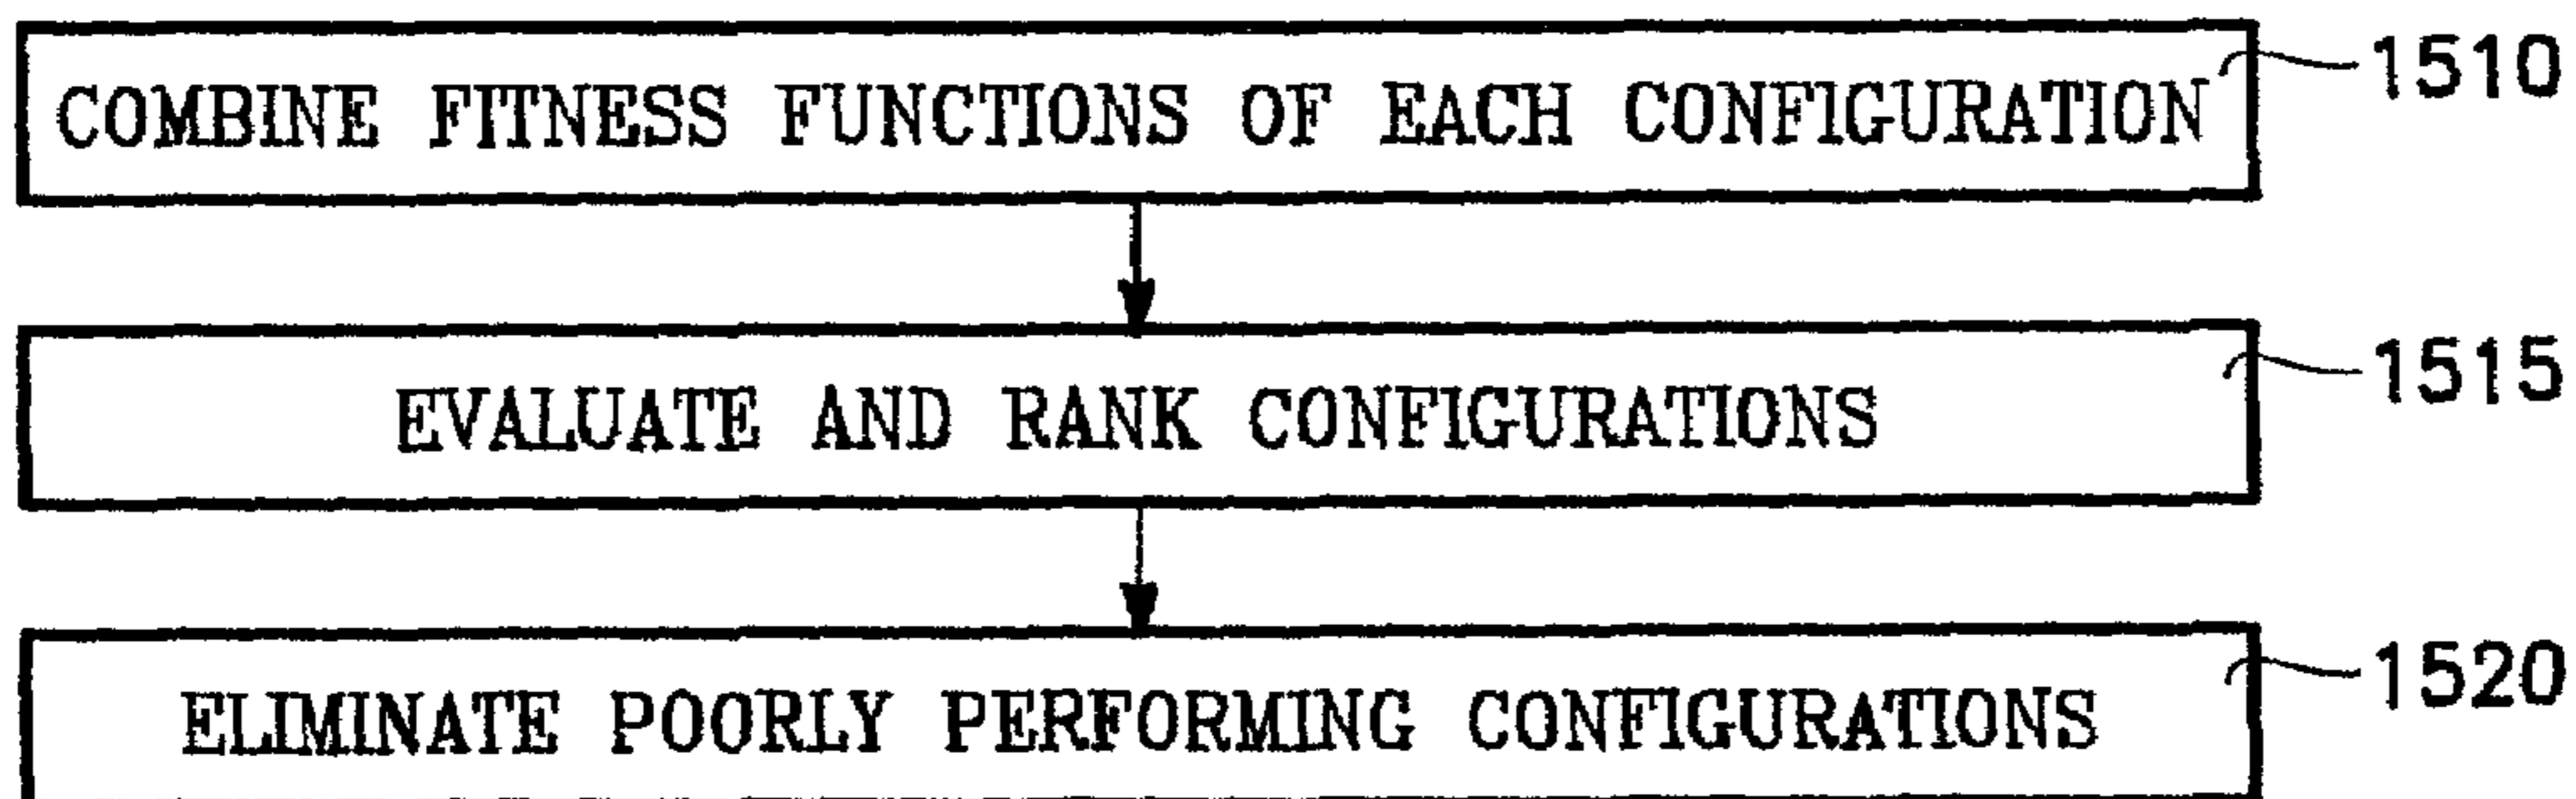 COMBINE FITNESS FUNCTIONS OF EACH CONFIGURATION
1510
EVALUATE AND RANK CONFIGURATIONS
1515
ELIMINATE POORLY PERFORMING CONFIGURATIONS
1520